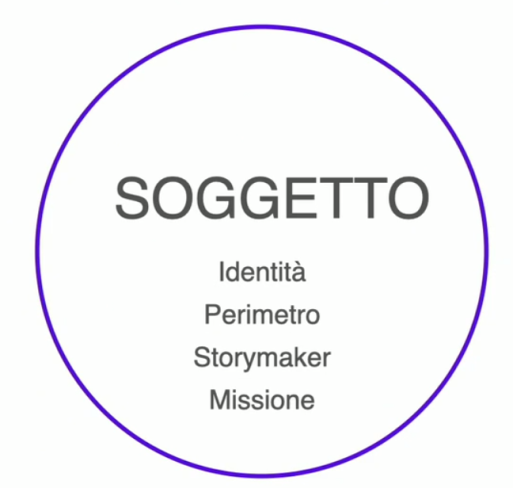 SOGGETTO
Identità
Perimetro
Storymaker
Missione